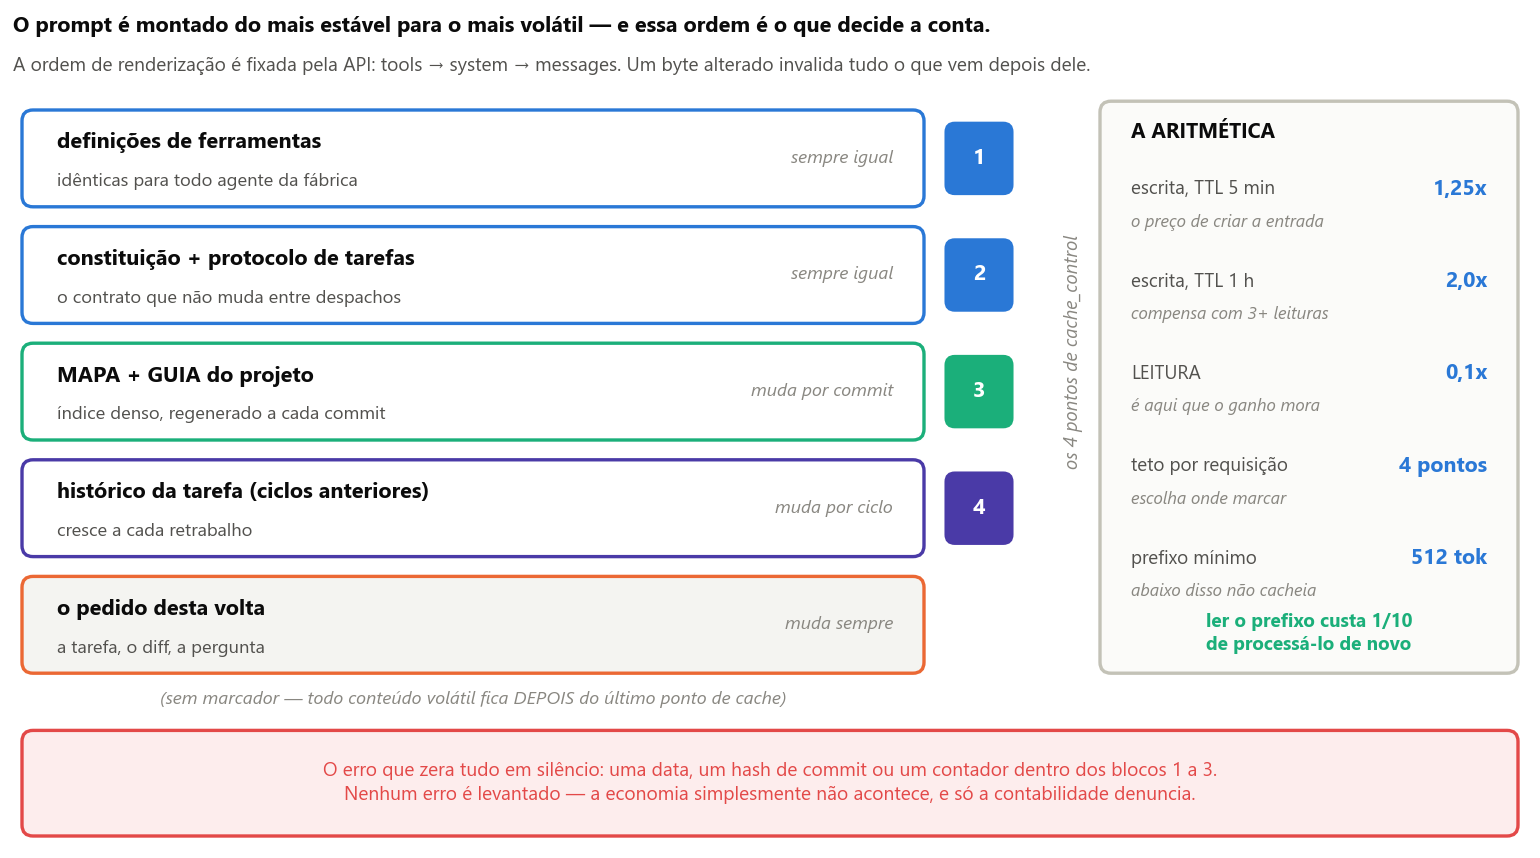 O prompt é montado do mais estável para o mais volátil — e essa ordem é o que decide a conta.
A ordem de renderização é fixada pela API: tools → system → messages. Um byte alterado invalida tudo o que vem depois dele.
definições de ferramentas
idênticas para todo agente da fábrica
sempre igual
1
constituição + protocolo de tarefas
o contrato que não muda entre despachos
sempre igual
2
MAPA + GUIA do projeto
índice denso, regenerado a cada commit
muda por commit
3
histórico da tarefa (ciclos anteriores)
cresce a cada retrabalho
muda por ciclo
4
o pedido desta volta
a tarefa, o diff, a pergunta
muda sempre
(sem marcador — todo conteúdo volátil fica DEPOIS do último ponto de cache)
os 4 pontos de cache_control
A ARITMÉTICA
escrita, TTL 5 min 1,25x
o preço de criar a entrada
escrita, TTL 1 h 2,0x
compensa com 3+ leituras
LEITURA 0,1x
é aqui que o ganho mora
teto por requisição 4 pontos
escolha onde marcar
prefixo mínimo 512 tok
abaixo disso não cacheia
ler o prefixo custa 1/10
de processá-lo de novo
O erro que zera tudo em silêncio: uma data, um hash de commit ou um contador dentro dos blocos 1 a 3.
Nenhum erro é levantado — a economia simplesmente não acontece, e só a contabilidade denuncia.